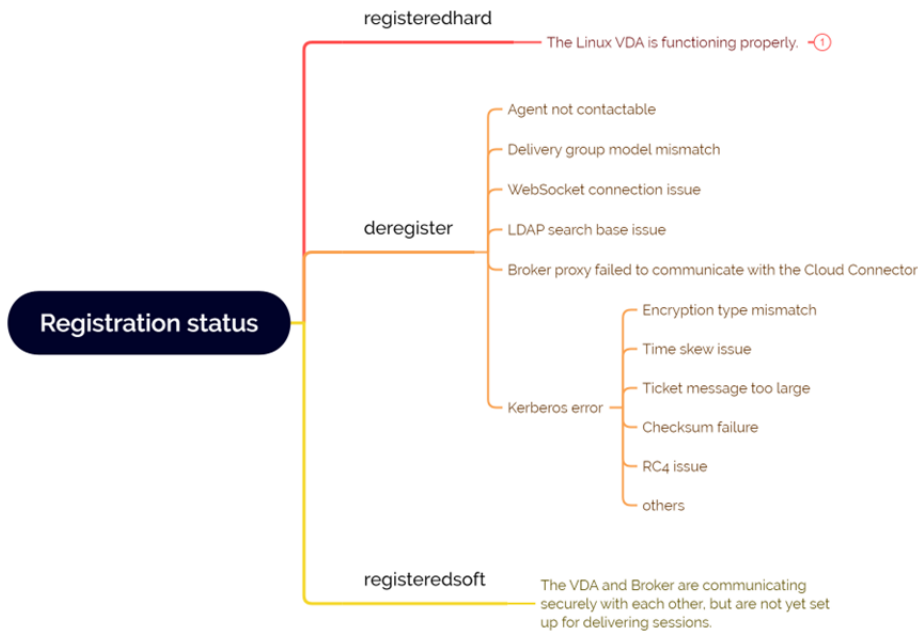 registeredhard
The Linux VDA is functioning properly.
1
Agent not contactable
Delivery group model mismatch
WebSocket connection issue
deregister
LDAP search base issue
Broker proxy failed to communicate with the Cloud Connector
Registration status
Encryption type mismatch
Time skew issue
Ticket message too large
Kerberos error
Checksum failure
RC4 issue
others
registeredsoft
The VDA and Broker are communicating
securely with each other, but are not yet set
up for delivering sessions.